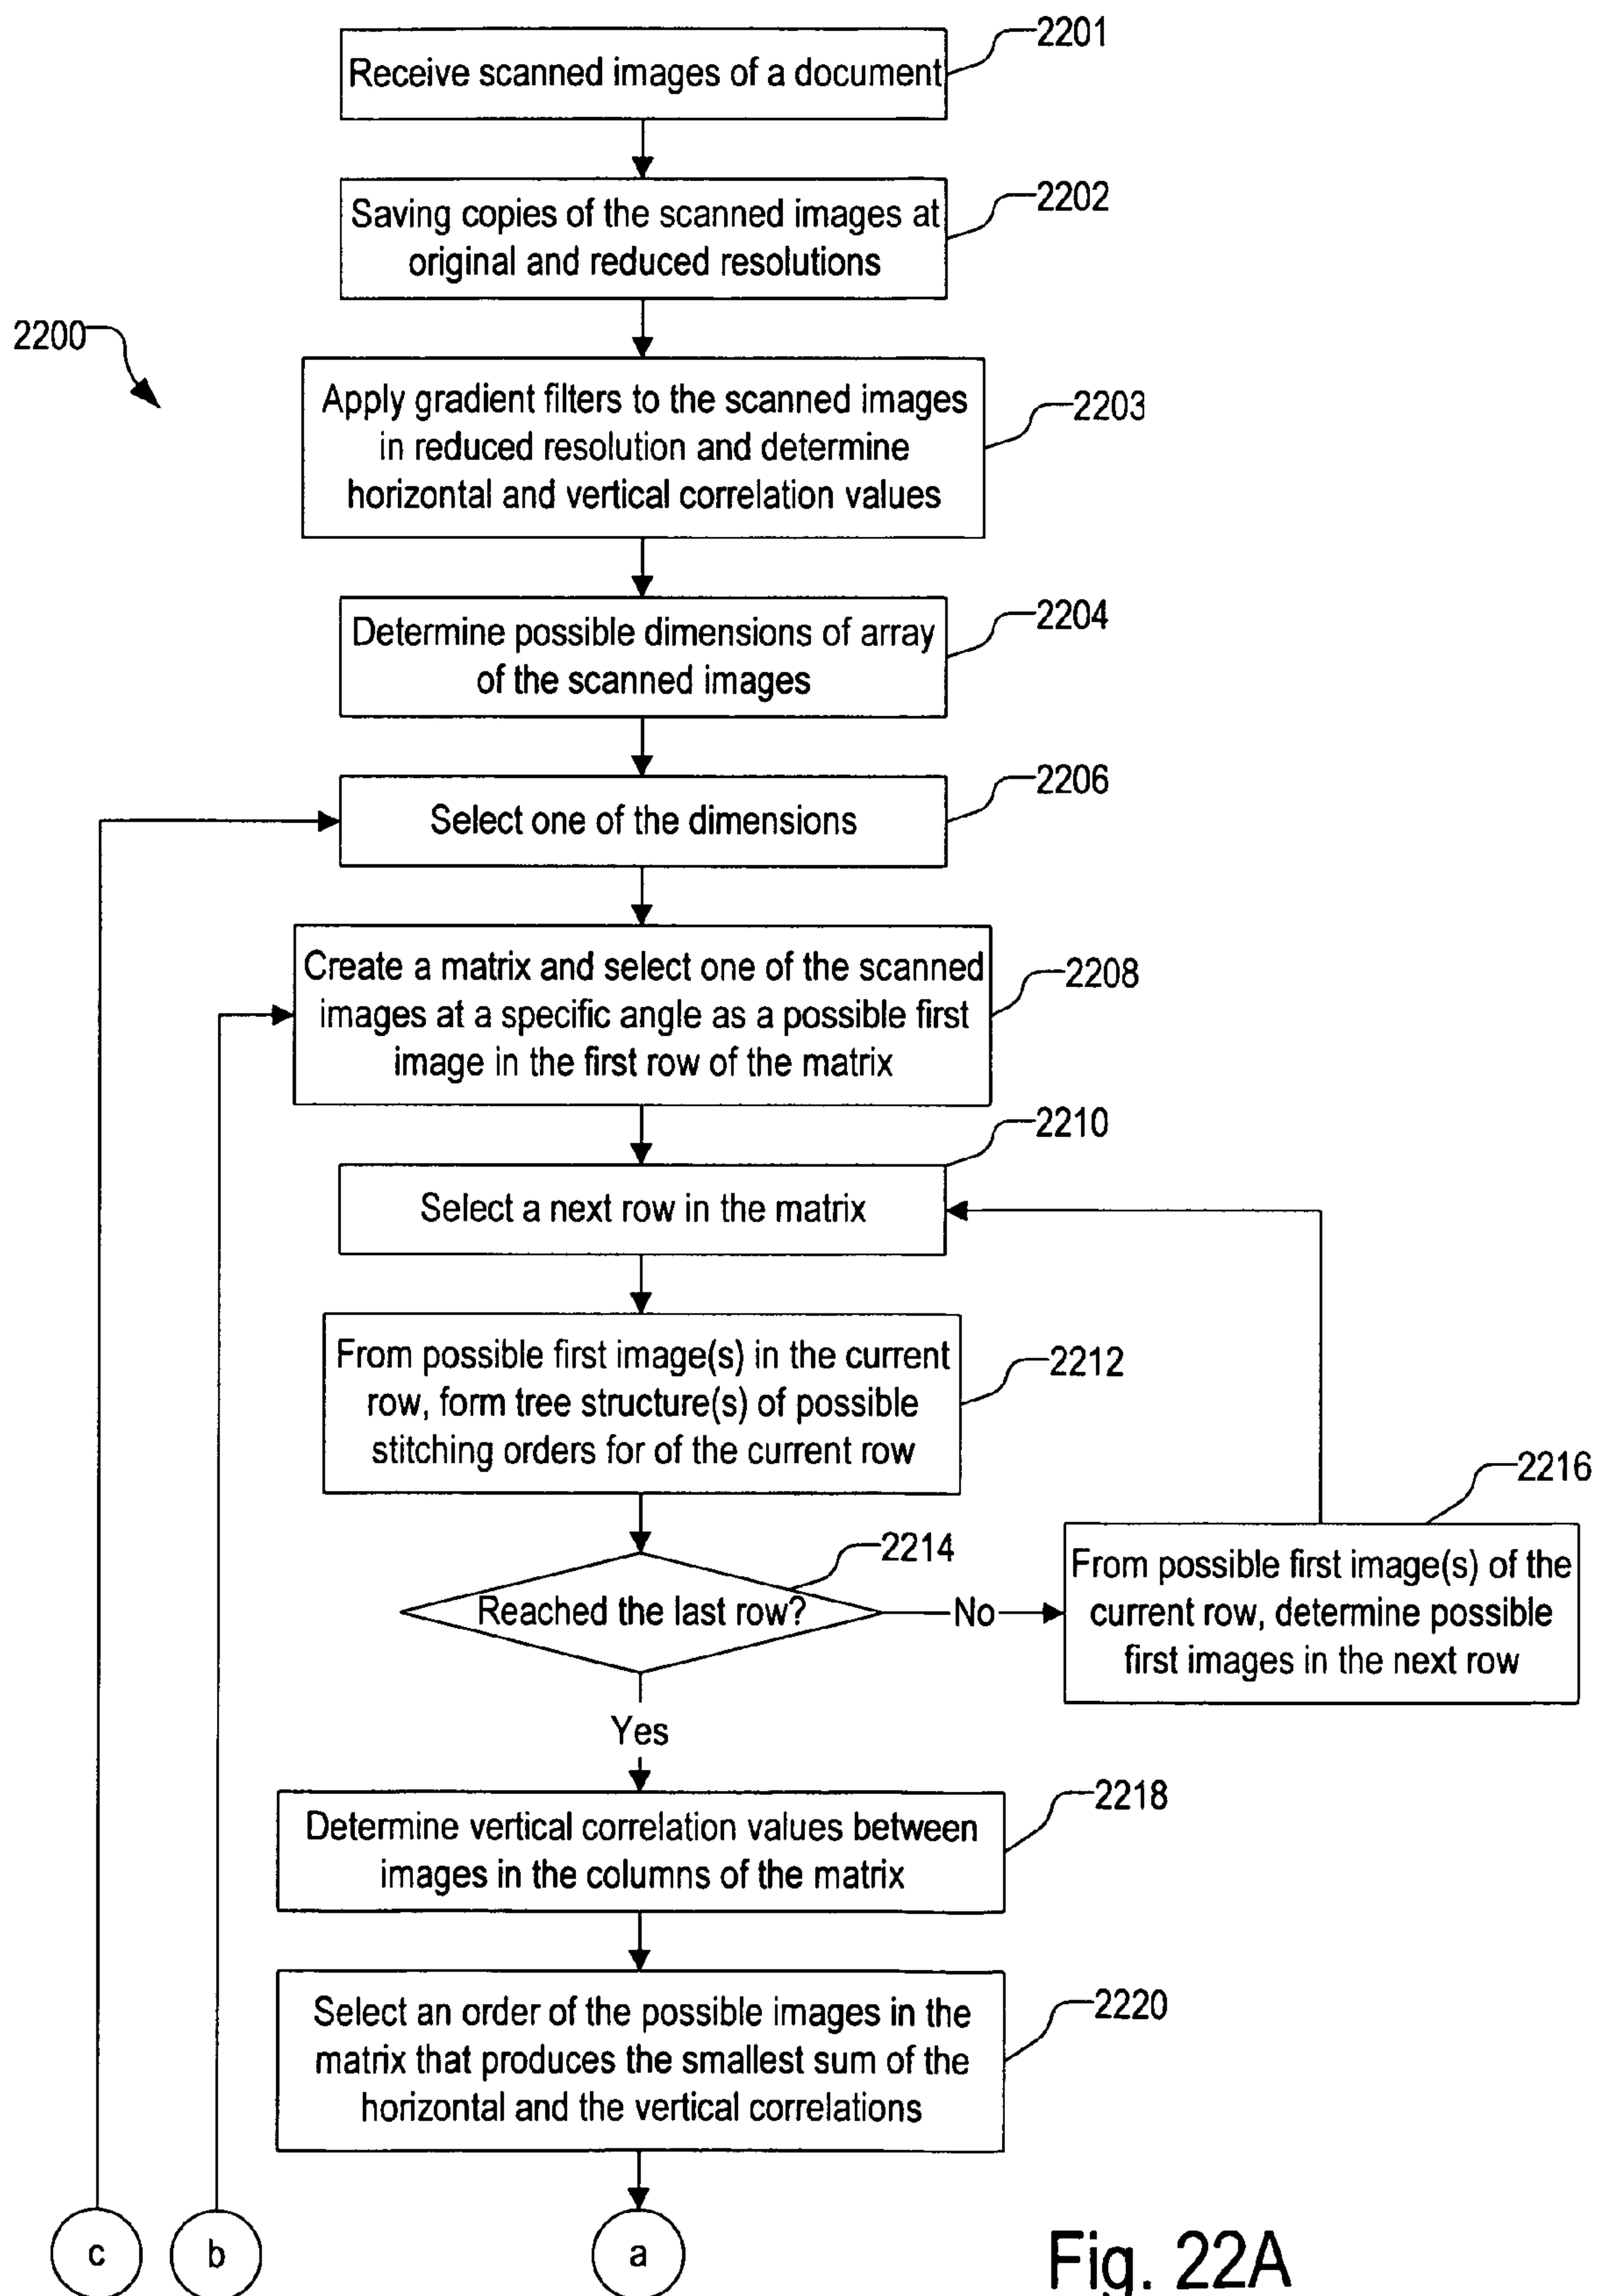 2201
Receive scanned images of a document
2202
Saving copies of the scanned images at
original and reduced resolutions
2200
2203
Apply gradient filters to the scanned images
in reduced resolution and determine
horizontal and vertical correlation values
2204
Determine possible dimensions of array
of the scanned images
2206
Select one of the dimensions
2208
Create a matrix and select one of the scanned
images at a specific angle as a possible first
image in the first row of the matrix
2210
Select a next row in the matrix
2212
From possible first image(s) in the current
row, form tree structure(s) of possible
stitching orders for of the current row
2214
Reached the last row?
No
2216
From possible first image(s) of the
current row, determine possible
first images in the next row
Yes
2218
Determine vertical correlation values between
images in the columns of the matrix
2220
Select an order of the possible images in the
matrix that produces the smallest sum of the
horizontal and the vertical correlations
c
b
a
Fig. 22A